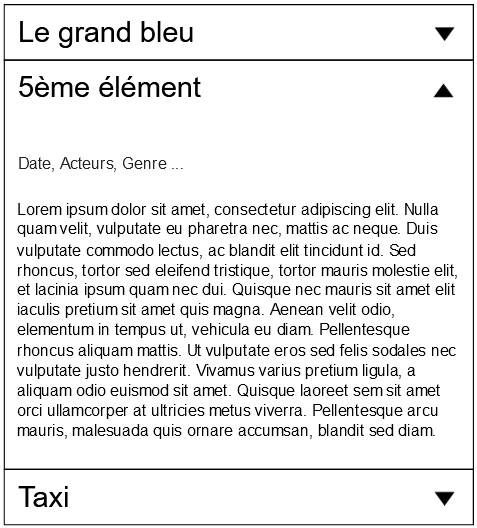 Le grand bleu
5ème élément
Date, Acteurs, Genre ...
Lorem ipsum dolor sit amet, consectetur adipiscing elit. Nulla
quam velit, vulputate eu pharetra nec, mattis ac neque. Duis
vulputate commodo lectus, ac blandit elit tincidunt id. Sed
rhoncus, tortor sed eleifend tristique, tortor mauris molestie elit,
et lacinia ipsum quam nec dui. Quisque nec mauris sit amet elit
iaculis pretium sit amet quis magna. Aenean velit odio,
elementum in tempus ut, vehicula eu diam. Pellentesque
rhoncus aliquam mattis. Ut vulputate eros sed felis sodales nec
vulputate justo hendrerit. Vivamus varius pretium ligula, a
aliquam odio euismod sit amet. Quisque laoreet sem sit amet
orci ullamcorper at ultricies metus viverra. Pellentesque arcu
mauris, malesuada quis ornare accumsan, blandit sed diam.
Taxi